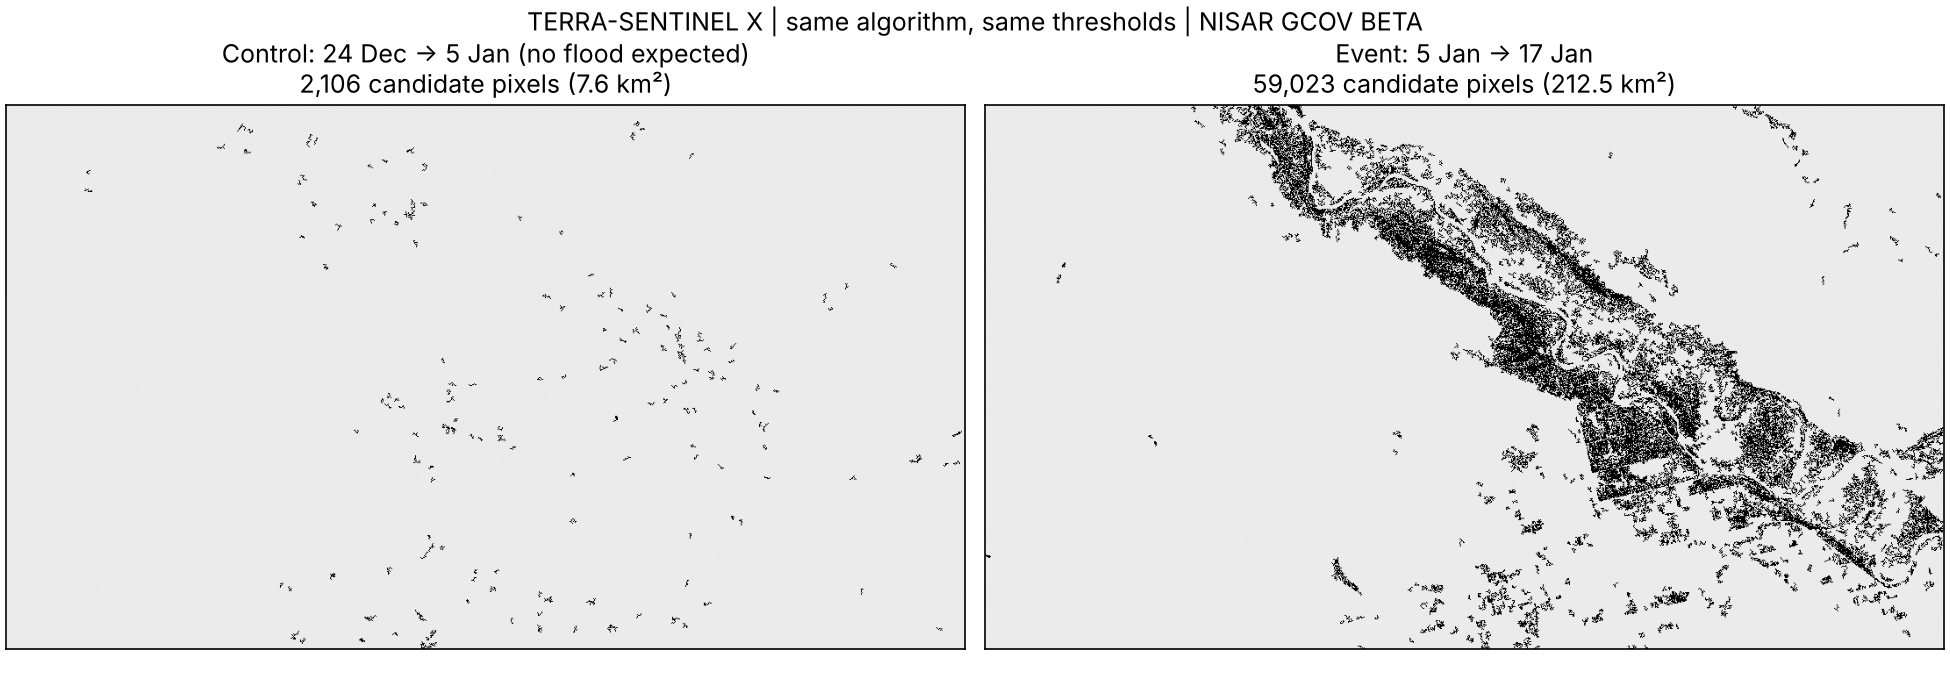 TERRA-SENTINEL X | same algorithm, same thresholds | NISAR GCOV BETA
Control: 24 Dec → 5 Jan (no flood expected)
2,106 candidate pixels (7.6 km²)
Event: 5 Jan → 17 Jan
59,023 candidate pixels (212.5 km²)